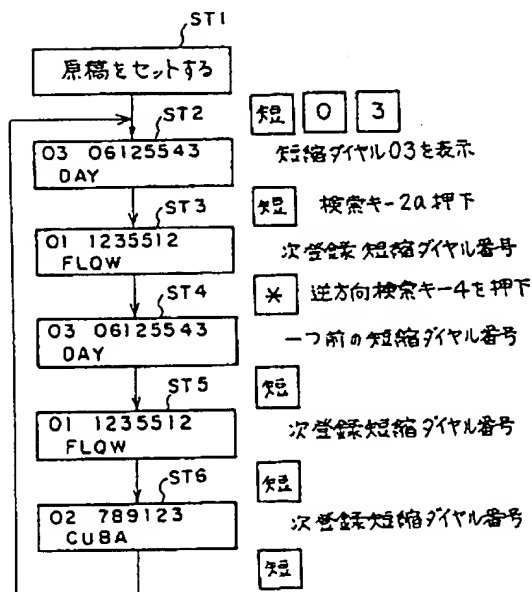 ST1
原稿をセットする
ST2
短 0 3
03 06125543
DAY
短縮ダイヤル03を表示
ST3
短 検索キー2a押下
01 1235512
FLOW
次登録短縮ダイヤル番号
ST4
* 逆方向検索キー4を押下
03 06125543
DAY
一つ前の短縮ダイヤル番号
ST5
短
01 1235512
FLOW
次登録短縮ダイヤル番号
ST6
短
02 789123
CUBA
次登録短縮ダイヤル番号
短